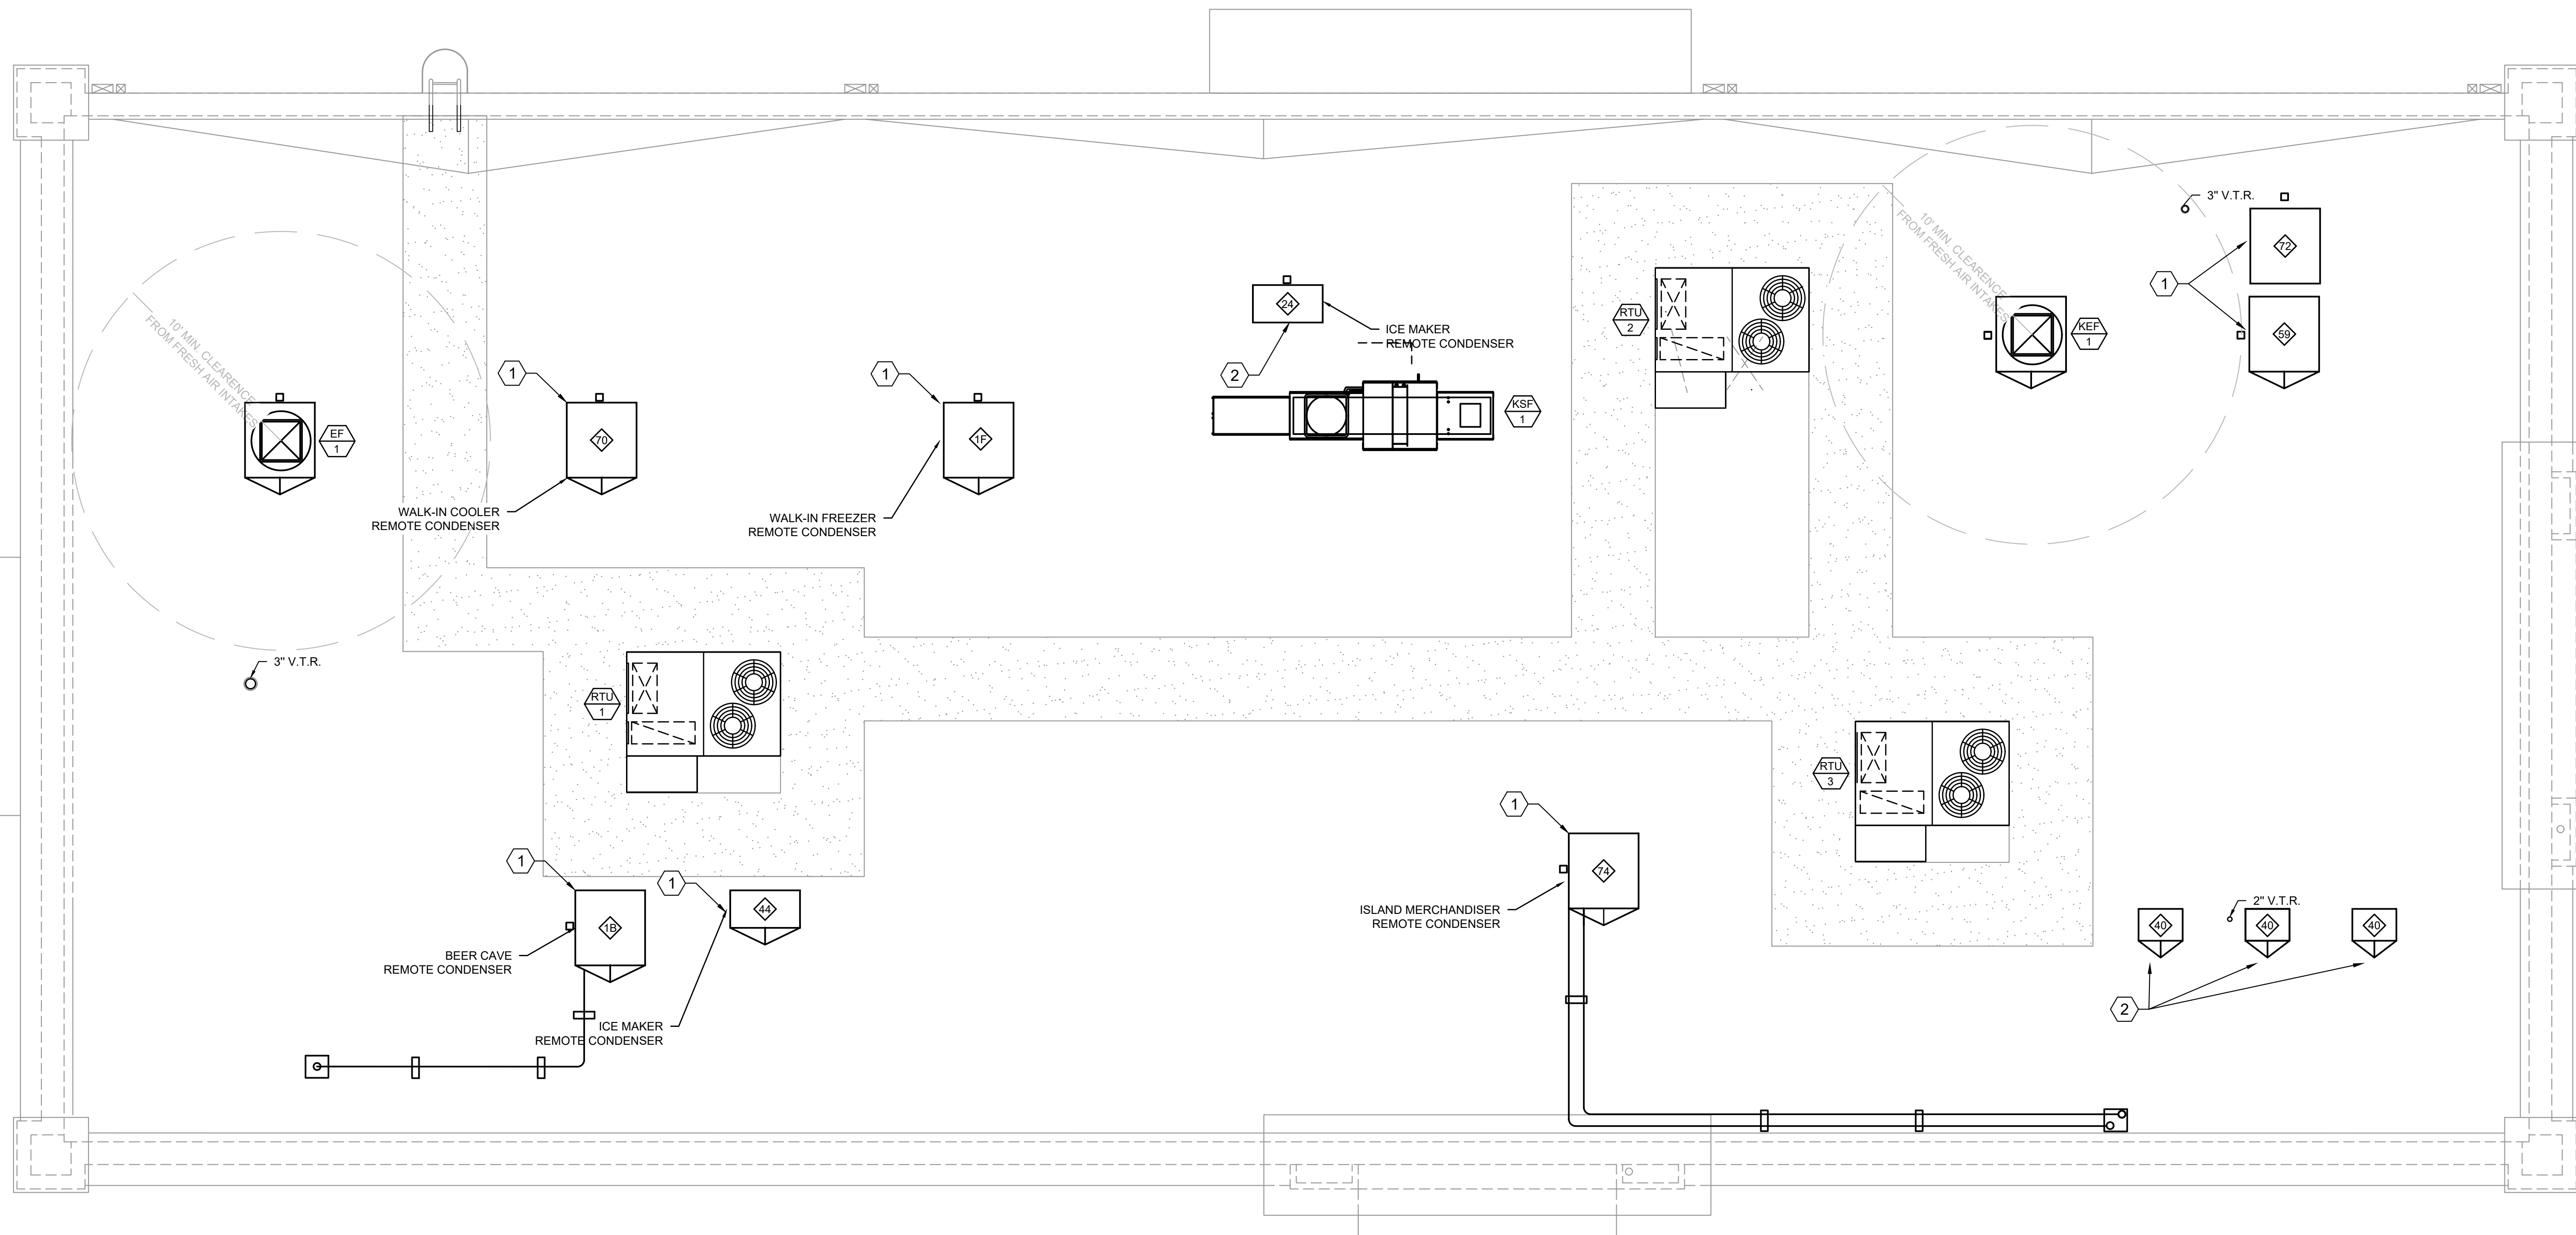 3" V.T.R.
72
1
59
KEF
1
10' MIN. CLEARENCE
FROM FRESH AIR INTAKES
RTU
2
24
ICE MAKER
REMOTE CONDENSER
2
KSF
1
10' MIN. CLEARENCE
FROM FRESH AIR INTAKES
EF
1
1
70
WALK-IN COOLER
REMOTE CONDENSER
1
1F
WALK-IN FREEZER
REMOTE CONDENSER
3" V.T.R.
RTU
1
RTU
3
1
74
ISLAND MERCHANDISER
REMOTE CONDENSER
1
1B
BEER CAVE
REMOTE CONDENSER
1
44
ICE MAKER
REMOTE CONDENSER
2" V.T.R.
40
40
40
2